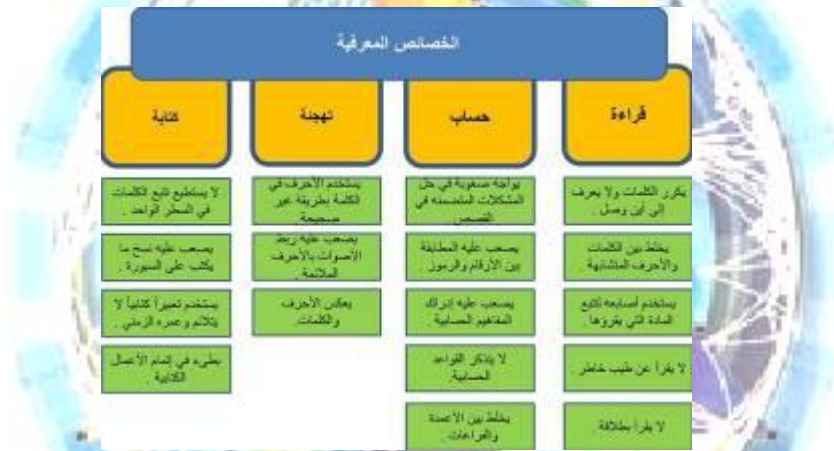 الخصائص المعرفية
قراءة
حساب
تهجئة
كتابة
يكرر الكلمات ولا يعرف
إلى أين وصل .
يخلط بين الكلمات
والأحرف المتشابهة
يستخدم أصابعه لتتبع
المادة التي يقرؤها .
لا يقرأ عن طيب خاطر .
لا يقرأ بطلاقة .
يواجه صعوبة في حل
المشكلات المتضمنة في
القصص
يصعب عليه المطابقة
بين الأرقام والرموز .
يصعب عليه إدراك
المفاهيم الحسابية .
لا يتذكر القواعد
الحسابية.
يخلط بين الأعمدة
والفراغات .
يستخدم الأحرف في
الكلمة بطريقة غير
صحيحة
يصعب عليه ربط
الأصوات بالأحرف
الملائمة .
يعكس الأحرف
والكلمات.
لا يستطيع تتبع الكلمات
في السطر الواحد .
يصعب عليه نسخ ما
يكتب على السبورة .
يستخدم تعبيراً كتابياً لا
يتلائم وعمره الزمني .
بطيء في إتمام الأعمال
الكتابية .